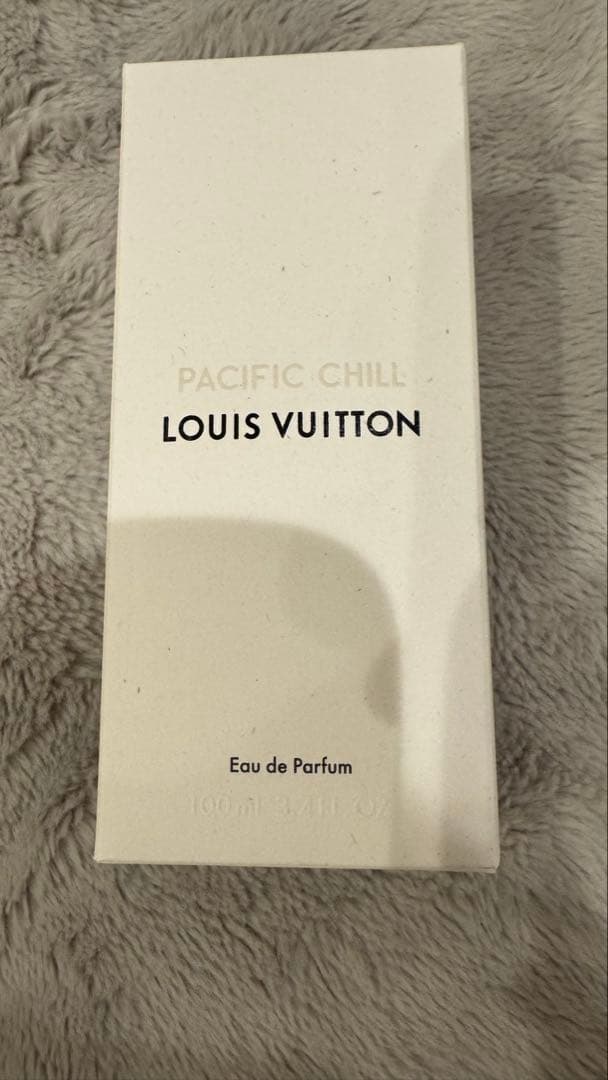 PACIFIC CHILL
LOUIS VUITTON
Eau de Parfum
100 ml 3.4 FL. OZ